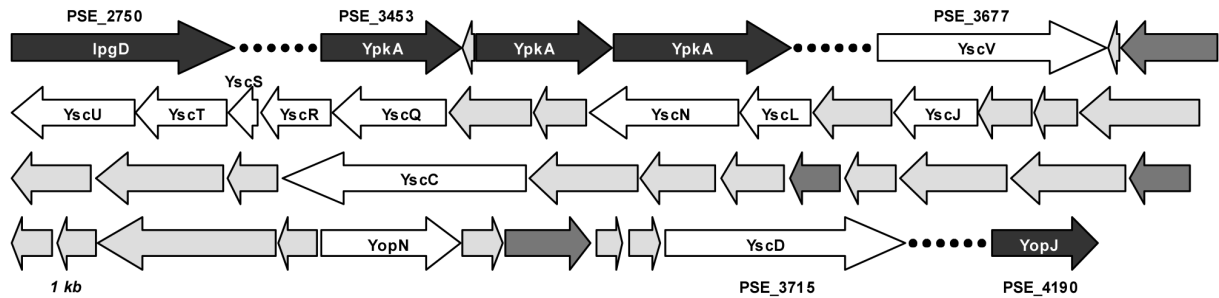 PSE_2750 PSE_3453 PSE_3677
IpgD YpkA YpkA YpkA YscV
YscS
YscU YscT YscR YscQ YscN YscL YscJ
YscC
YopN YscD YopJ
1 kb PSE_3715 PSE_4190